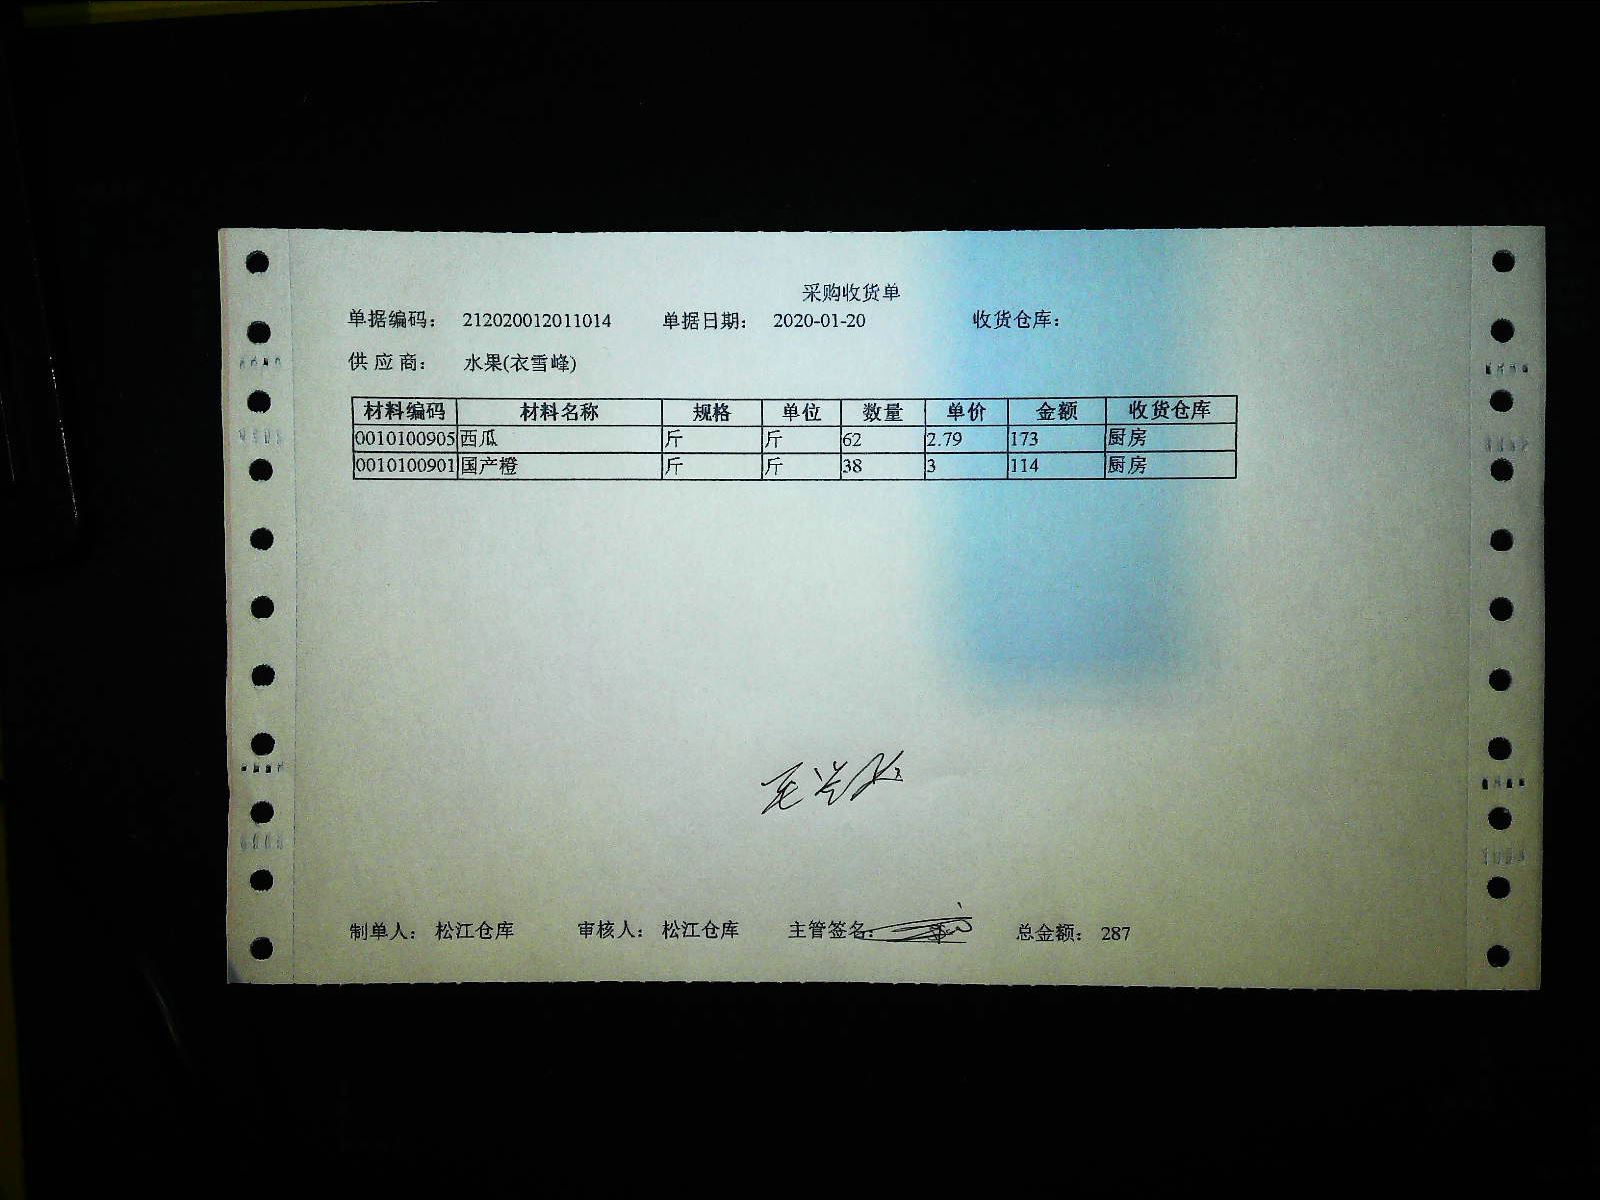 采购收货单
单据编码： 212020012011014 单据日期： 2020-01-20 收货仓库：
供 应 商： 水果(衣雪峰)
材料编码 材料名称 规格 单位 数量 单价 金额 收货仓库
0010100905 西瓜 斤 斤 62 2.79 173 厨房
0010100901 国产橙 斤 斤 38 3 114 厨房
制单人： 松江仓库 审核人： 松江仓库 主管签名： 总金额： 287